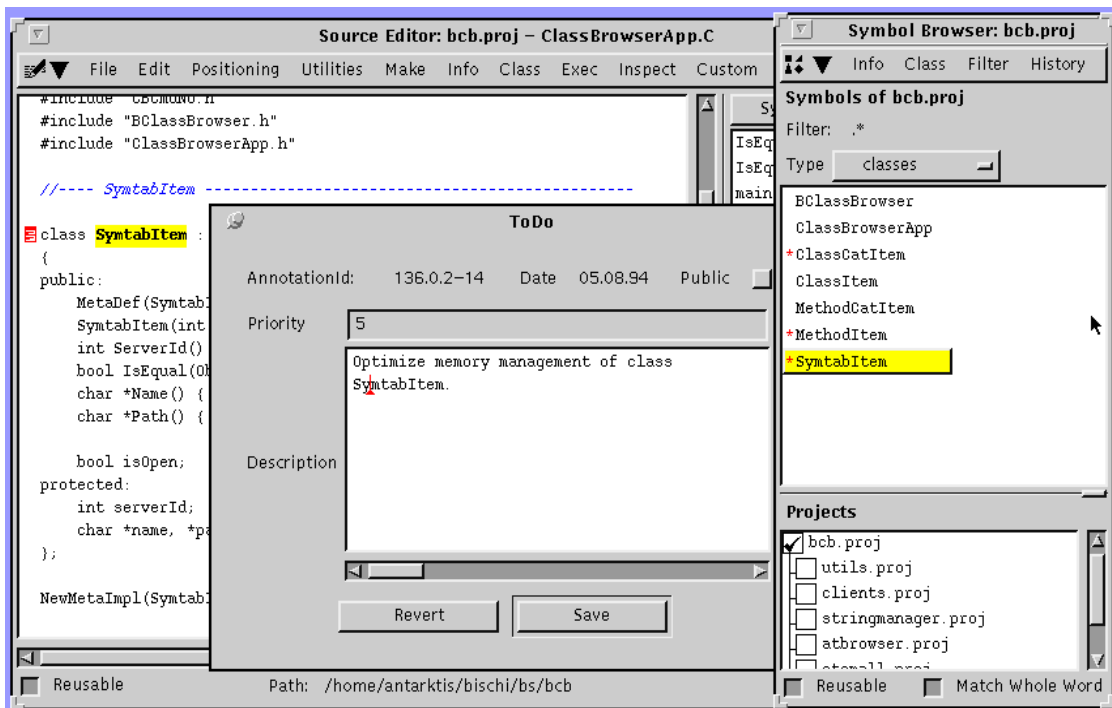 Source Editor: bcb.proj – ClassBrowserApp.C
File Edit Positioning Utilities Make Info Class Exec Inspect Custom
#include "BClassBrowser.h"
#include "ClassBrowserApp.h"
//---- SymtabItem -----------------------------------------------
class SymtabItem :
{
public:
MetaDef(SymtabI
SymtabItem(int
int ServerId()
bool IsEqual(Ob
char *Name() {
char *Path() {
bool isOpen;
protected:
int serverId;
char *name, *pa
};
NewMetaImpl(SymtabI
Sy
IsEq
IsEq
main
Reusable
Path: /home/antarktis/bischi/bs/bcb
ToDo
AnnotationId: 136.0.2–14 Date 05.08.94 Public
Priority 5
Description
Optimize memory management of class
SymtabItem.
Revert Save
Symbol Browser: bcb.proj
Info Class Filter History
Symbols of bcb.proj
Filter: .*
Type classes
BClassBrowser
ClassBrowserApp
*ClassCatItem
ClassItem
MethodCatItem
*MethodItem
*SymtabItem
Projects
bcb.proj
utils.proj
clients.proj
stringmanager.proj
atbrowser.proj
Reusable Match Whole Word